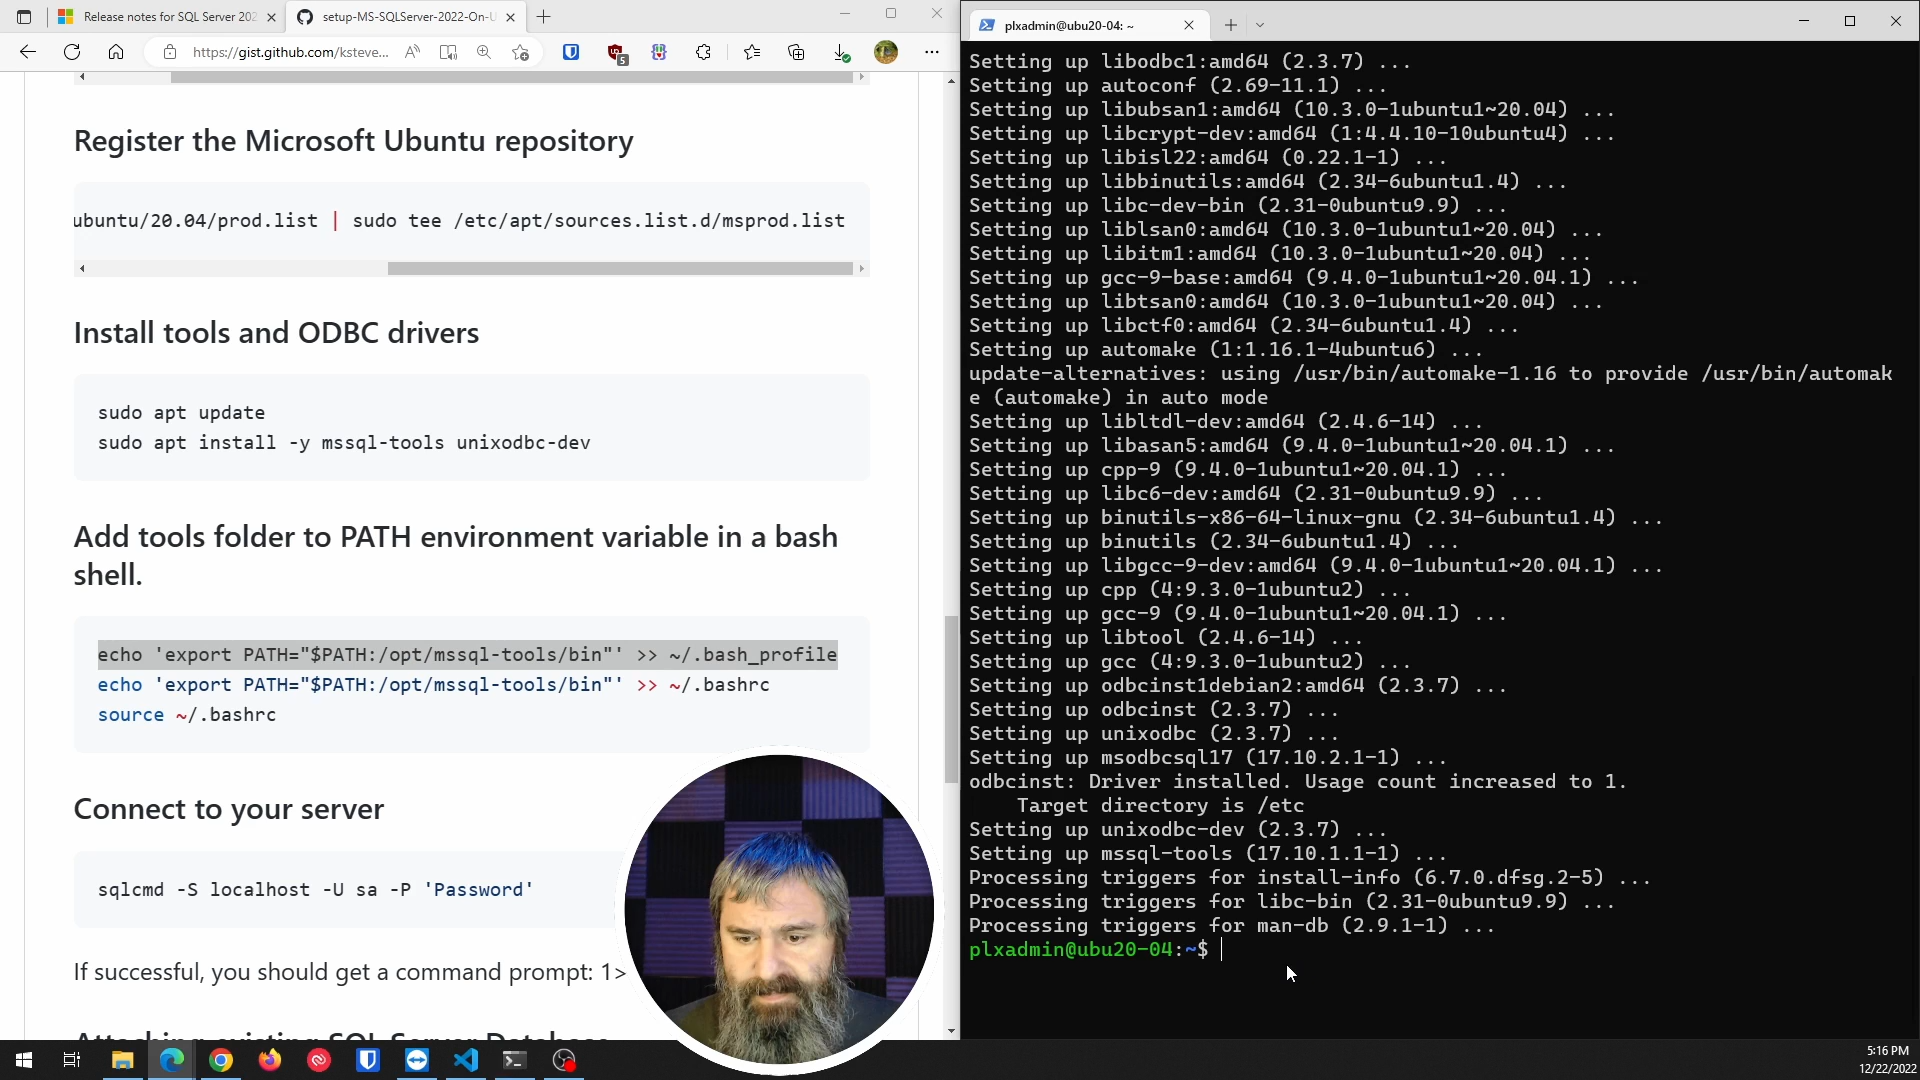 Release notes for SQL Server 202
setup-MS-SQLServer-2022-On-U
https://gist.github.com/ksteve...
5
Register the Microsoft Ubuntu repository
ubuntu/20.04/prod.list | sudo tee /etc/apt/sources.list.d/msprod.list
Install tools and ODBC drivers
sudo apt update
sudo apt install -y mssql-tools unixodbc-dev
Add tools folder to PATH environment variable in a bash
shell.
echo 'export PATH="$PATH:/opt/mssql-tools/bin"' >> ~/.bash_profile
echo 'export PATH="$PATH:/opt/mssql-tools/bin"' >> ~/.bashrc
source ~/.bashrc
Connect to your server
sqlcmd -S localhost -U sa -P 'Password'
If successful, you should get a command prompt: 1>
Attaching existing SQL Server Database
plxadmin@ubu20-04: ~
Setting up libodbc1:amd64 (2.3.7) ...
Setting up autoconf (2.69-11.1) ...
Setting up libubsan1:amd64 (10.3.0-1ubuntu1~20.04) ...
Setting up libcrypt-dev:amd64 (1:4.4.10-10ubuntu4) ...
Setting up libisl22:amd64 (0.22.1-1) ...
Setting up libbinutils:amd64 (2.34-6ubuntu1.4) ...
Setting up libc-dev-bin (2.31-0ubuntu9.9) ...
Setting up liblsan0:amd64 (10.3.0-1ubuntu1~20.04) ...
Setting up libitm1:amd64 (10.3.0-1ubuntu1~20.04) ...
Setting up gcc-9-base:amd64 (9.4.0-1ubuntu1~20.04.1) ...
Setting up libtsan0:amd64 (10.3.0-1ubuntu1~20.04) ...
Setting up libctf0:amd64 (2.34-6ubuntu1.4) ...
Setting up automake (1:1.16.1-4ubuntu6) ...
update-alternatives: using /usr/bin/automake-1.16 to provide /usr/bin/automak
e (automake) in auto mode
Setting up libltdl-dev:amd64 (2.4.6-14) ...
Setting up libasan5:amd64 (9.4.0-1ubuntu1~20.04.1) ...
Setting up cpp-9 (9.4.0-1ubuntu1~20.04.1) ...
Setting up libc6-dev:amd64 (2.31-0ubuntu9.9) ...
Setting up binutils-x86-64-linux-gnu (2.34-6ubuntu1.4) ...
Setting up binutils (2.34-6ubuntu1.4) ...
Setting up libgcc-9-dev:amd64 (9.4.0-1ubuntu1~20.04.1) ...
Setting up cpp (4:9.3.0-1ubuntu2) ...
Setting up gcc-9 (9.4.0-1ubuntu1~20.04.1) ...
Setting up libtool (2.4.6-14) ...
Setting up gcc (4:9.3.0-1ubuntu2) ...
Setting up odbcinst1debian2:amd64 (2.3.7) ...
Setting up odbcinst (2.3.7) ...
Setting up unixodbc (2.3.7) ...
Setting up msodbcsql17 (17.10.2.1-1) ...
odbcinst: Driver installed. Usage count increased to 1.
Target directory is /etc
Setting up unixodbc-dev (2.3.7) ...
Setting up mssql-tools (17.10.1.1-1) ...
Processing triggers for install-info (6.7.0.dfsg.2-5) ...
Processing triggers for libc-bin (2.31-0ubuntu9.9) ...
Processing triggers for man-db (2.9.1-1) ...
plxadmin@ubu20-04:~$
5:16 PM
12/22/2022